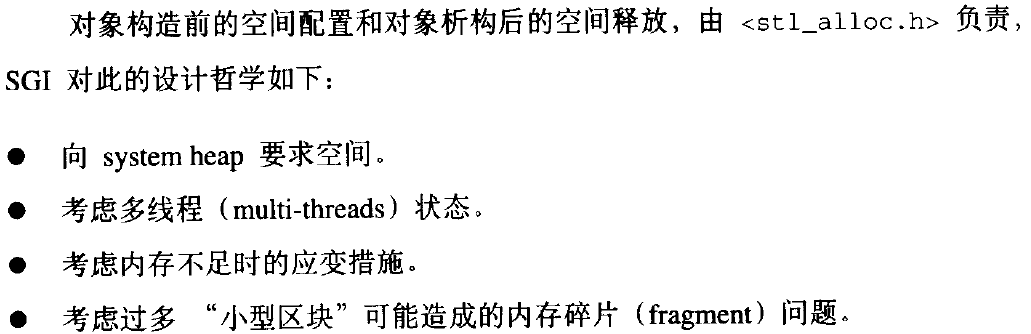 对象构造前的空间配置和对象析构后的空间释放，由 <stl_alloc.h> 负责，
SGI 对此的设计哲学如下：
● 向 system heap 要求空间。
● 考虑多线程（multi-threads）状态。
● 考虑内存不足时的应变措施。
● 考虑过多 “小型区块” 可能造成的内存碎片（fragment）问题。